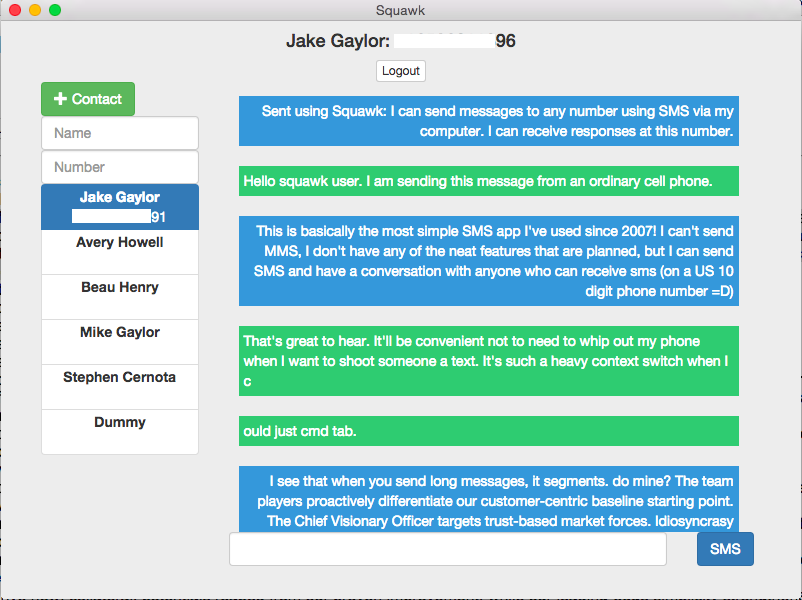 Squawk
Jake Gaylor: 96
Logout
+ Contact
Name
Number
Jake Gaylor
91
Avery Howell
Beau Henry
Mike Gaylor
Stephen Cernota
Dummy
Sent using Squawk: I can send messages to any number using SMS via my
computer. I can receive responses at this number.
Hello squawk user. I am sending this message from an ordinary cell phone.
This is basically the most simple SMS app I've used since 2007! I can't send
MMS, I don't have any of the neat features that are planned, but I can send
SMS and have a conversation with anyone who can receive sms (on a US 10
digit phone number =D)
That's great to hear. It'll be convenient not to need to whip out my phone
when I want to shoot someone a text. It's such a heavy context switch when I
c
ould just cmd tab.
I see that when you send long messages, it segments. do mine? The team
players proactively differentiate our customer-centric baseline starting point.
The Chief Visionary Officer targets trust-based market forces. Idiosyncrasy
SMS